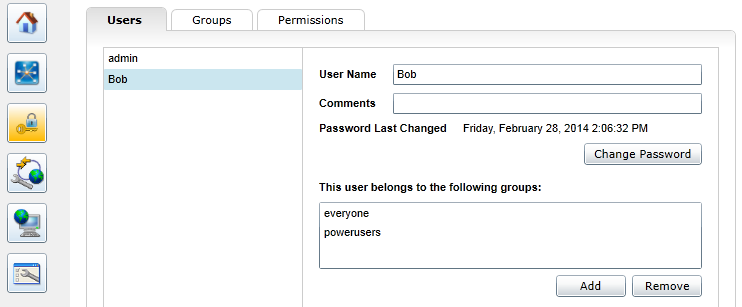 Users Groups Permissions
admin
Bob
User Name Bob
Comments
Password Last Changed Friday, February 28, 2014 2:06:32 PM
Change Password
This user belongs to the following groups:
everyone
powerusers
Add Remove